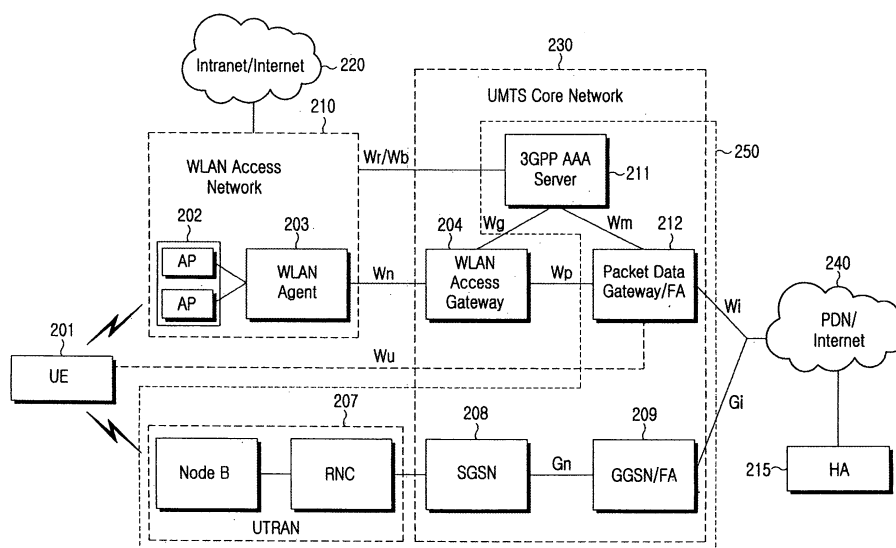 230
Intranet/Internet
220
UMTS Core Network
210
250
WLAN Access
Network
Wr/Wb
3GPP AAA
Server
211
202
203
204
Wg
Wm
212
AP
AP
WLAN
Agent
Wn
WLAN
Access
Gateway
Wp
Packet Data
Gateway/FA
240
Wi
PDN/
Internet
201
UE
Wu
Gi
207
208
209
Node B
RNC
SGSN
Gn
GGSN/FA
215
HA
UTRAN